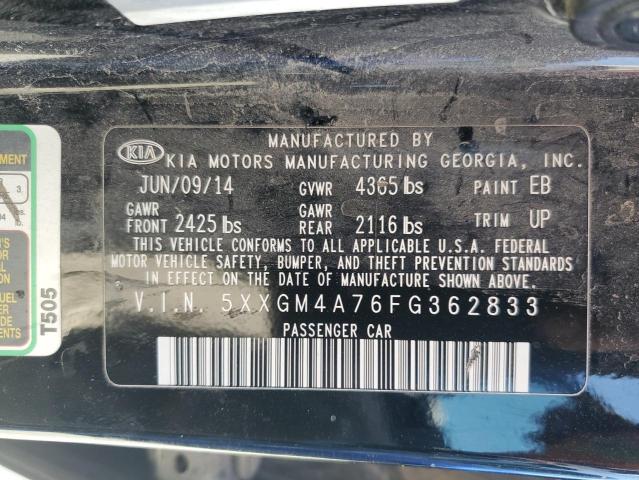 MANUFACTURED BY
KIA KIA MOTORS MANUFACTURING GEORGIA, INC.
JUN/09/14 GVWR 4365 lbs PAINT EB
GAWR FRONT 2425 lbs GAWR REAR 2116 lbs TRIM UP
THIS VEHICLE CONFORMS TO ALL APPLICABLE U.S.A. FEDERAL
MOTOR VEHICLE SAFETY, BUMPER, AND THEFT PREVENTION STANDARDS
IN EFFECT ON THE DATE OF MANUFACTURE SHOWN ABOVE.
V.I.N. 5XXGM4A76FG362833
PASSENGER CAR
T505